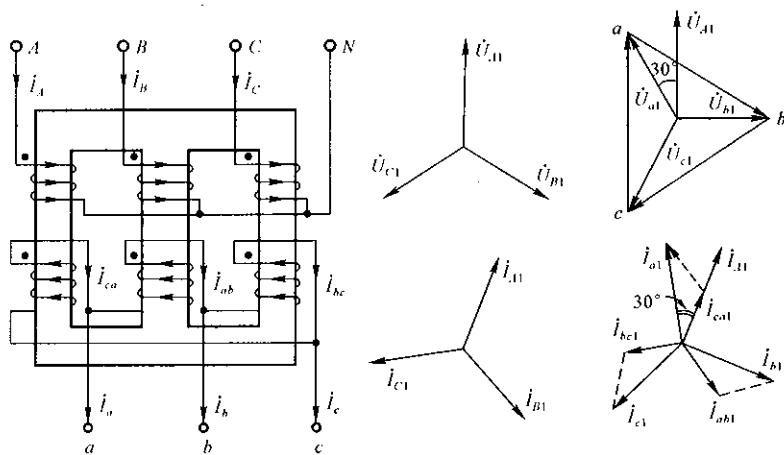 A B C N
İ_A İ_B İ_C
İ_ca İ_ab İ_bc
İ_a İ_b İ_c
a b c
U̇_A1
U̇_C1 U̇_B1
İ_A1
İ_C1 İ_B1
a U̇_A1
30°
U̇_a1 U̇_b1 b
U̇_c1
c
İ_a1 İ_A1
30° İ_ca1
İ_bc1 İ_b1
İ_c1 İ_ab1